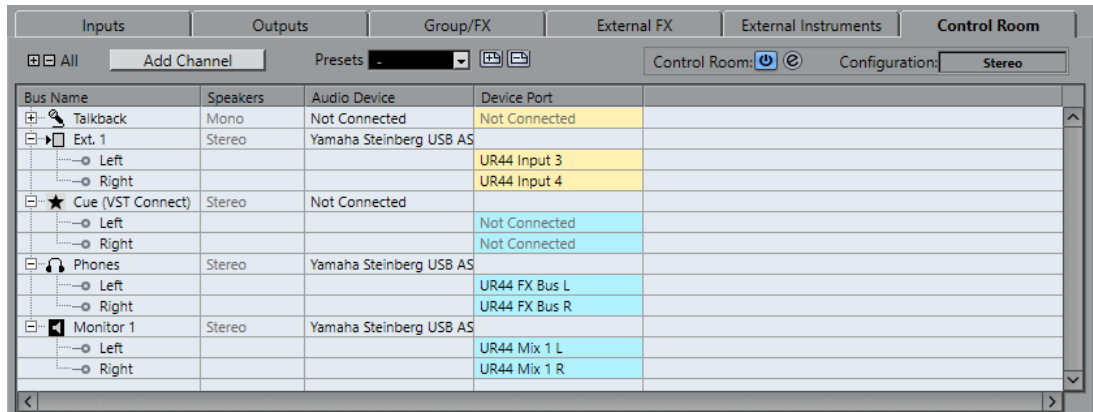 Inputs Outputs Group/FX External FX External Instruments Control Room
All Add Channel Presets - Control Room: e Configuration: Stereo
Bus Name Speakers Audio Device Device Port
Talkback Mono Not Connected Not Connected
Ext. 1 Stereo Yamaha Steinberg USB AS
Left UR44 Input 3
Right UR44 Input 4
Cue (VST Connect) Stereo Not Connected
Left Not Connected
Right Not Connected
Phones Stereo Yamaha Steinberg USB AS
Left UR44 FX Bus L
Right UR44 FX Bus R
Monitor 1 Stereo Yamaha Steinberg USB AS
Left UR44 Mix 1 L
Right UR44 Mix 1 R